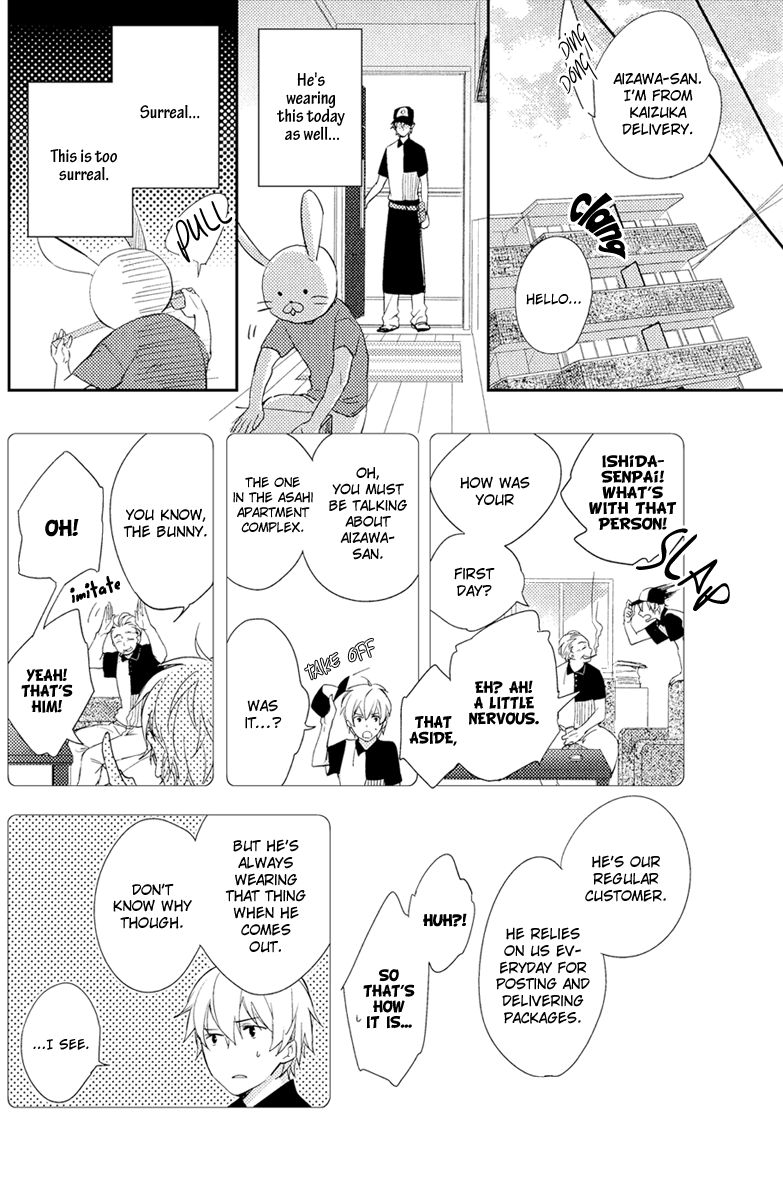 DING
DONG!
AIZAWA-SAN.
I'M FROM
KAIZUKA
DELIVERY.
clang
HELLO...
He's
wearing
this today
as well...
Surreal...
This is too
surreal.
PULL
ISHIDA-
SENPAI!
WHAT'S
WITH THAT
PERSON!
SLAP
HOW WAS
YOUR
FIRST
DAY?
EH? AH!
A LITTLE
NERVOUS.
THAT
ASIDE,
OH,
YOU MUST
BE TALKING
ABOUT
AIZAWA-
SAN.
THE ONE
IN THE ASAHI
APARTMENT
COMPLEX.
TAKE OFF
WAS
IT...?
YOU KNOW,
THE BUNNY.
imitate
OH!
YEAH!
THAT'S
HIM!
HE'S OUR
REGULAR
CUSTOMER.
HE RELIES
ON US EV-
ERYDAY FOR
POSTING AND
DELIVERING
PACKAGES.
HUH?!
SO
THAT'S
HOW
IT IS...
BUT HE'S
ALWAYS
WEARING
THAT THING
WHEN HE
COMES
OUT.
DON'T
KNOW WHY
THOUGH.
...I SEE.